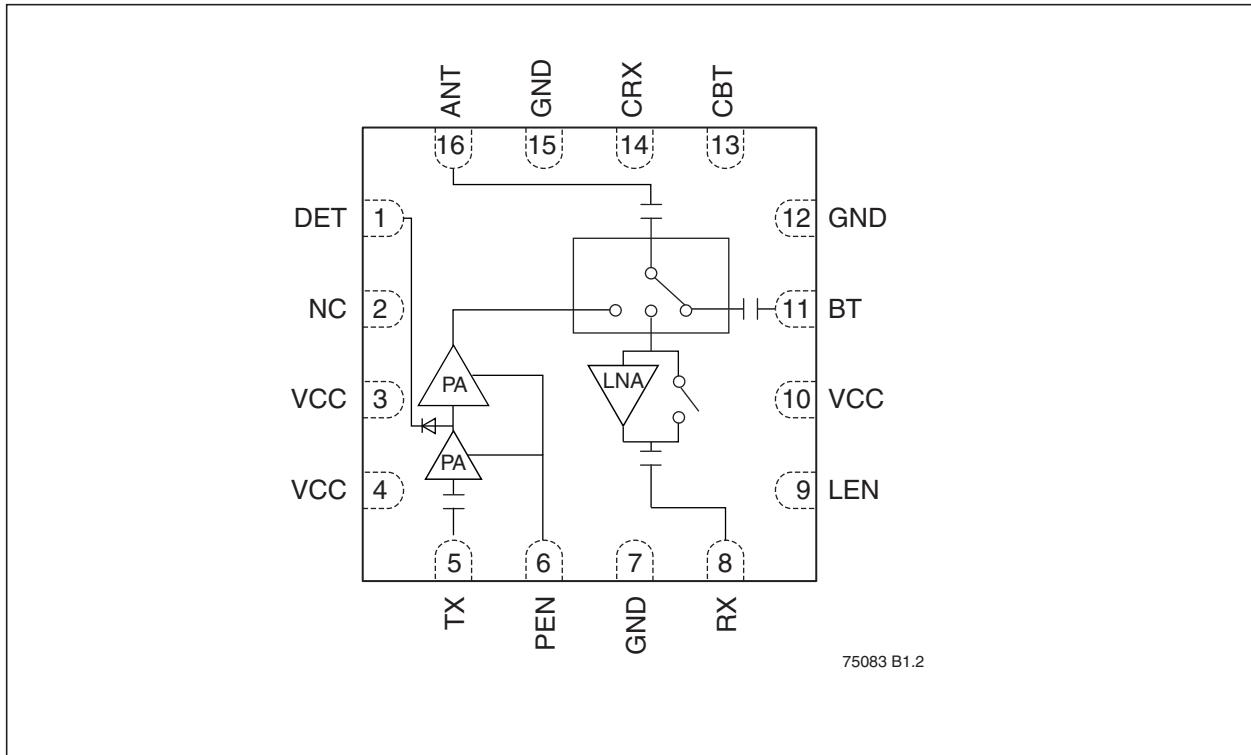 ANT GND CRX CBT
16 15 14 13
DET 1 12 GND
NC 2 11 BT
PA LNA
VCC 3 10 VCC
PA
VCC 4 9 LEN
5 6 7 8
TX PEN GND RX
75083 B1.2